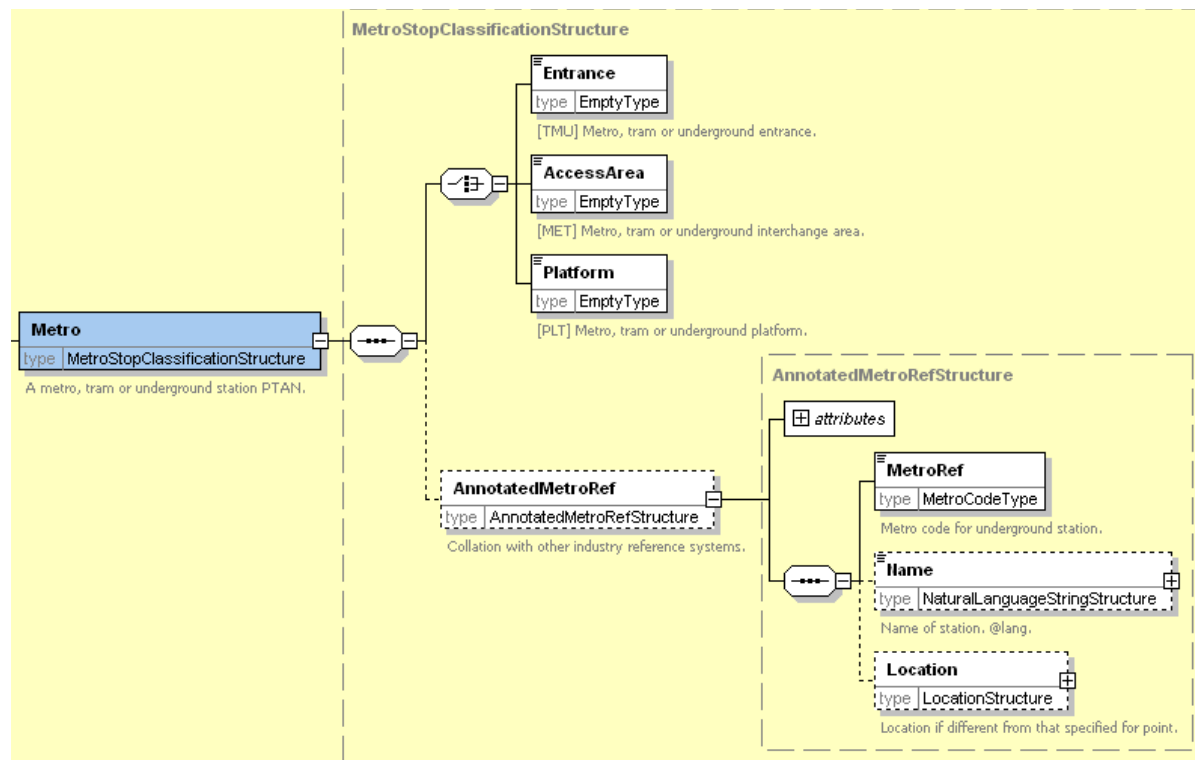 MetroStopClassificationStructure
Entrance
type EmptyType
[TMU] Metro, tram or underground entrance.
AccessArea
type EmptyType
[MET] Metro, tram or underground interchange area.
Platform
type EmptyType
[PLT] Metro, tram or underground platform.
Metro
type MetroStopClassificationStructure
A metro, tram or underground station PTAN.
AnnotatedMetroRefStructure
attributes
AnnotatedMetroRef
type AnnotatedMetroRefStructure
Collation with other industry reference systems.
MetroRef
type MetroCodeType
Metro code for underground station.
Name
type NaturalLanguageStringStructure
Name of station. @lang.
Location
type LocationStructure
Location if different from that specified for point.